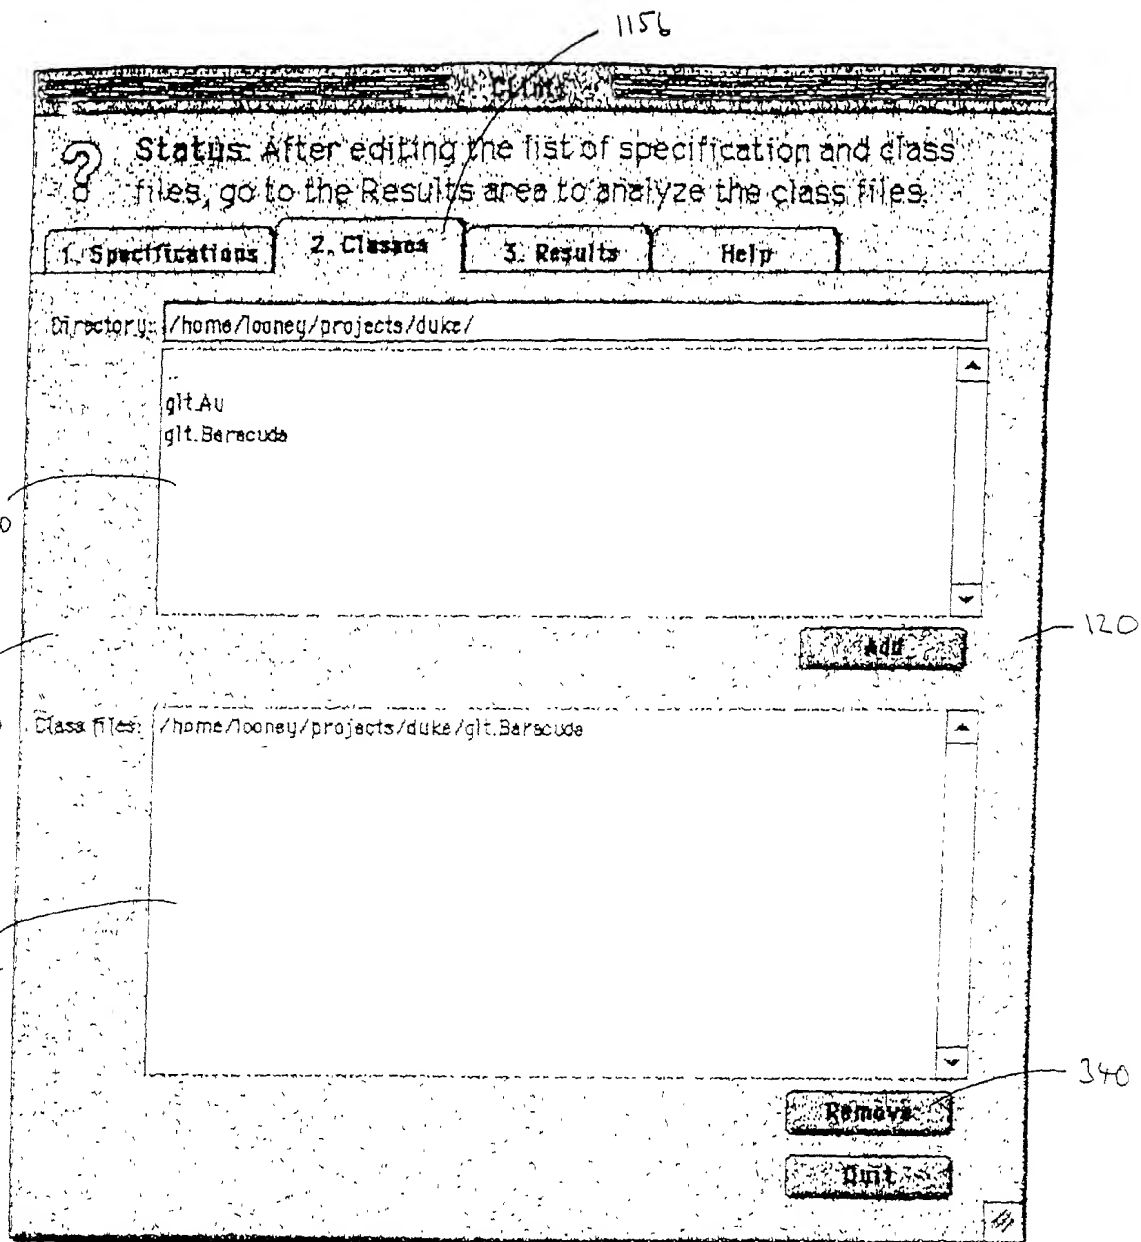 1156
Status: After editing the list of specification and class
files, go to the Results area to analyze the class files.
1. Specifications
2. Classes
3. Results
Help
Directory: /home/looney/projects/duke/
..
glt.Au
glt.Baracuda
Add
120
Class files: /home/looney/projects/duke/glt.Baracuda
340
Remove
Quit